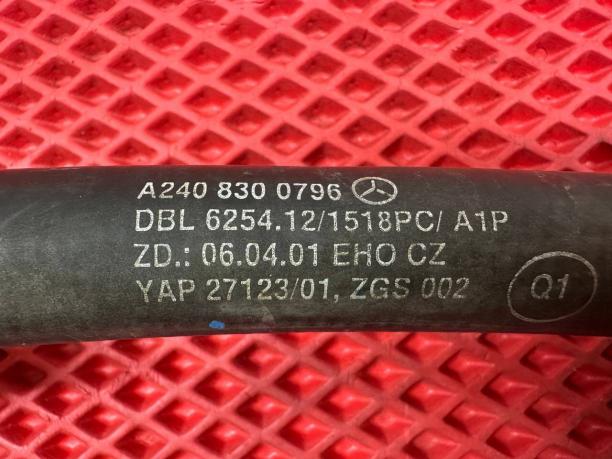 A240 830 0796
DBL 6254.12/1518PC/ A1P
ZD.: 06.04.01 EHO CZ
YAP 27123/01, ZGS 002
Q1